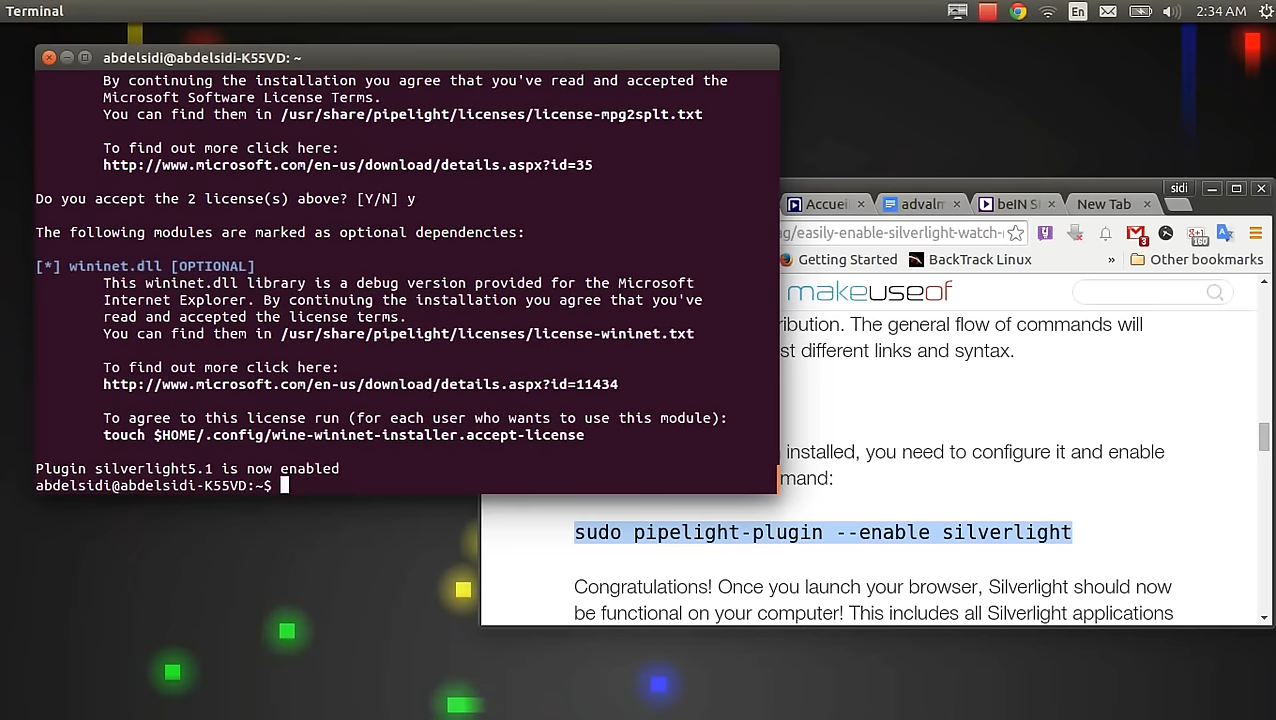 Terminal
En
2:34 AM
abdelsidi@abdelsidi-K55VD: ~
By continuing the installation you agree that you've read and accepted the
Microsoft Software License Terms.
You can find them in /usr/share/pipelight/licenses/license-mpg2splt.txt
To find out more click here:
http://www.microsoft.com/en-us/download/details.aspx?id=35
Do you accept the 2 license(s) above? [Y/N] y
The following modules are marked as optional dependencies:
[*] wininet.dll [OPTIONAL]
This wininet.dll library is a debug version provided for the Microsoft
Internet Explorer. By continuing the installation you agree that you've
read and accepted the license terms.
You can find them in /usr/share/pipelight/licenses/license-wininet.txt
To find out more click here:
http://www.microsoft.com/en-us/download/details.aspx?id=11434
To agree to this license run (for each user who wants to use this module):
touch $HOME/.config/wine-wininet-installer.accept-license
Plugin silverlight5.1 is now enabled
abdelsidi@abdelsidi-K55VD:~$
sidi
Accuei
advalm
beIN S
New Tab
g/easily-enable-silverlight-watch-
3
+1
160
Getting Started
BackTrack Linux
»
Other bookmarks
makeuseof
ribution. The general flow of commands will
st different links and syntax.
installed, you need to configure it and enable
mand:
sudo pipelight-plugin --enable silverlight
Congratulations! Once you launch your browser, Silverlight should now
be functional on your computer! This includes all Silverlight applications